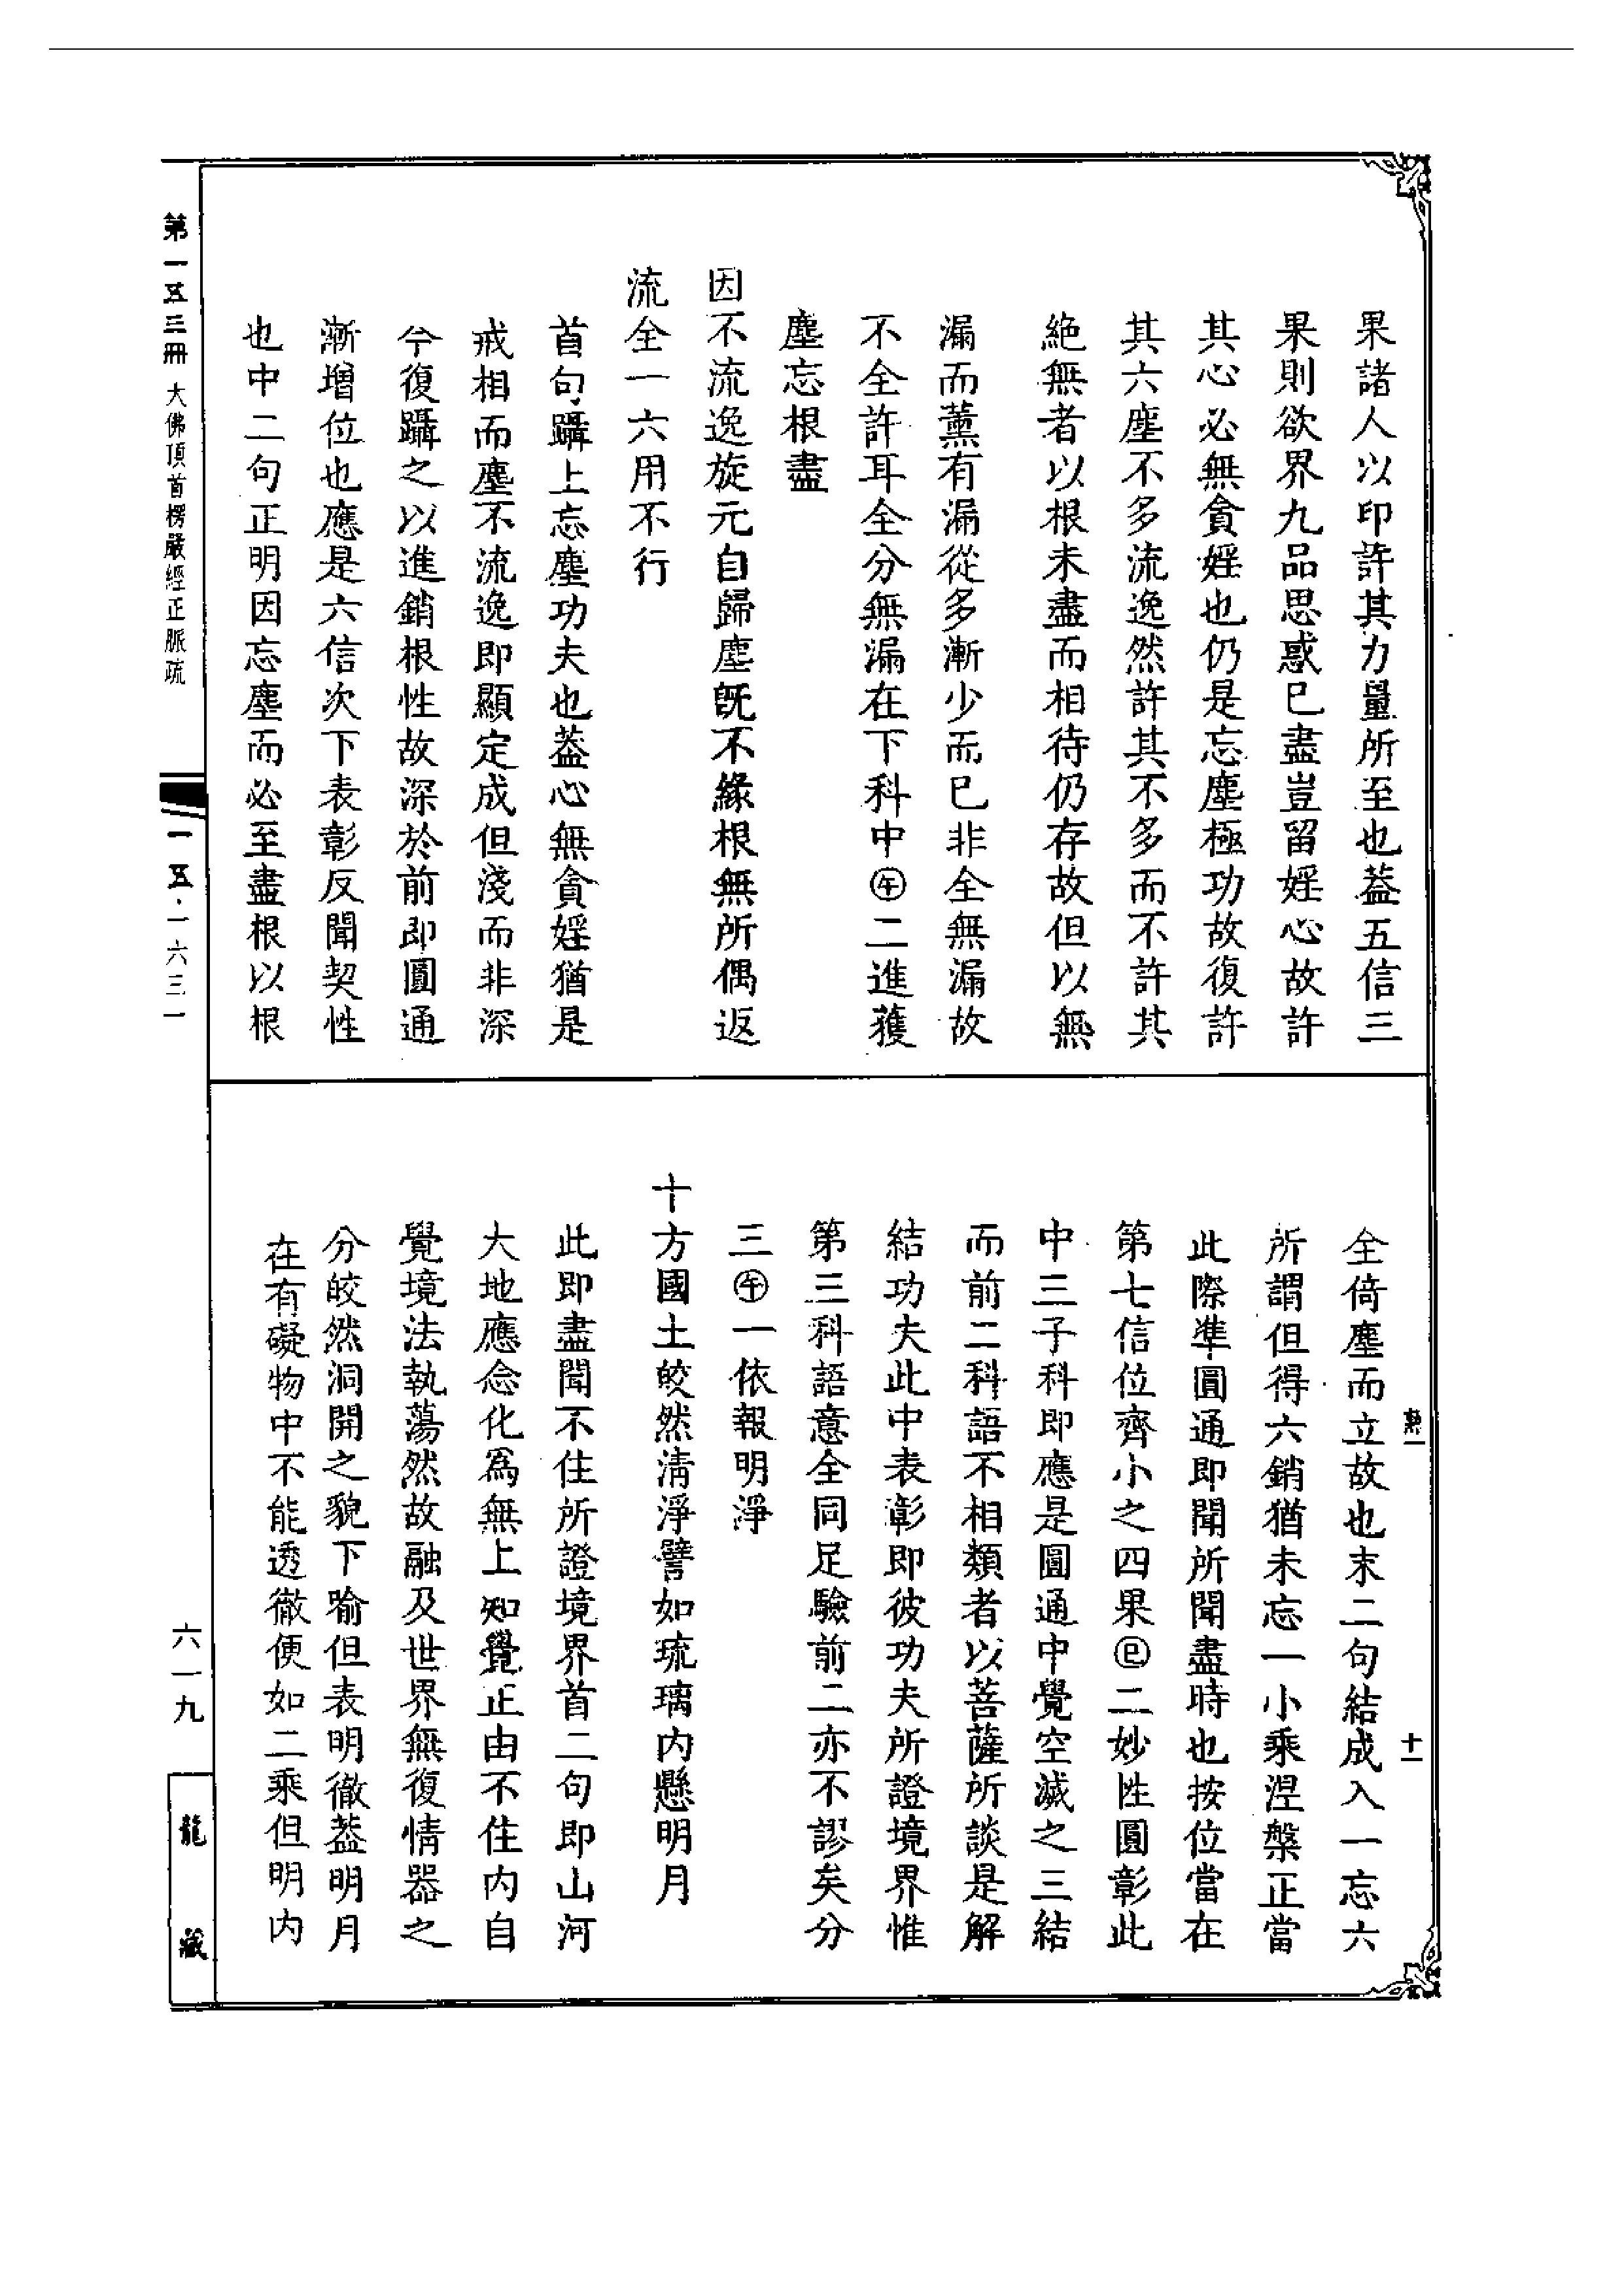 果諸人以印許其力量所至也葢五信三
果則欲界九品思惑已盡豈留婬心故許
其心必無貪婬也仍是忘塵極功故復許
其六塵不多流逸然許其不多而不許其
絶無者以根未盡而相待仍存故但以無
漏而薰有漏從多漸少而已非全無漏故
不全許耳全分無漏在下科中㊌二進獲
塵忘根盡
因不流逸旋元自歸塵旣不緣根無所偶返
流全一六用不行
首句躡上忘塵功夫也葢心無貪婬猶是
戒相而塵不流逸即顯定成但淺而非深
今復躡之以進銷根性故深於前即圓通
漸增位也應是六信次下表彰反聞契性
也中二句正明因忘塵而必至盡根以根
全倚塵而立故也末二句結成入一忘六
所謂但得六銷猶未忘一小乘涅槃正當
此際準圓通即聞所聞盡時也按位當在
第七信位齊小之四果㊋二妙性圓彰此
中三子科即應是圓通中覺空滅之三結
而前二科語不相類者以菩薩所談是解
結功夫此中表彰即彼功夫所證境界惟
第三科語意全同足驗前二亦不謬矣分
三㊌一依報明淨
十方國土皎然淸淨譬如琉璃内懸明月
此即盡聞不住所證境界首二句即山河
大地應念化爲無上知覺正由不住内自
覺境法執蕩然故融及世界無復情器之
分皎然洞開之貌下喻但表明徹葢明月
在有礙物中不能透徹便如二乘但明内
十一
第一五三冊 大佛頂首楞嚴經正脈疏
一五·一六三一
六一九
龍藏